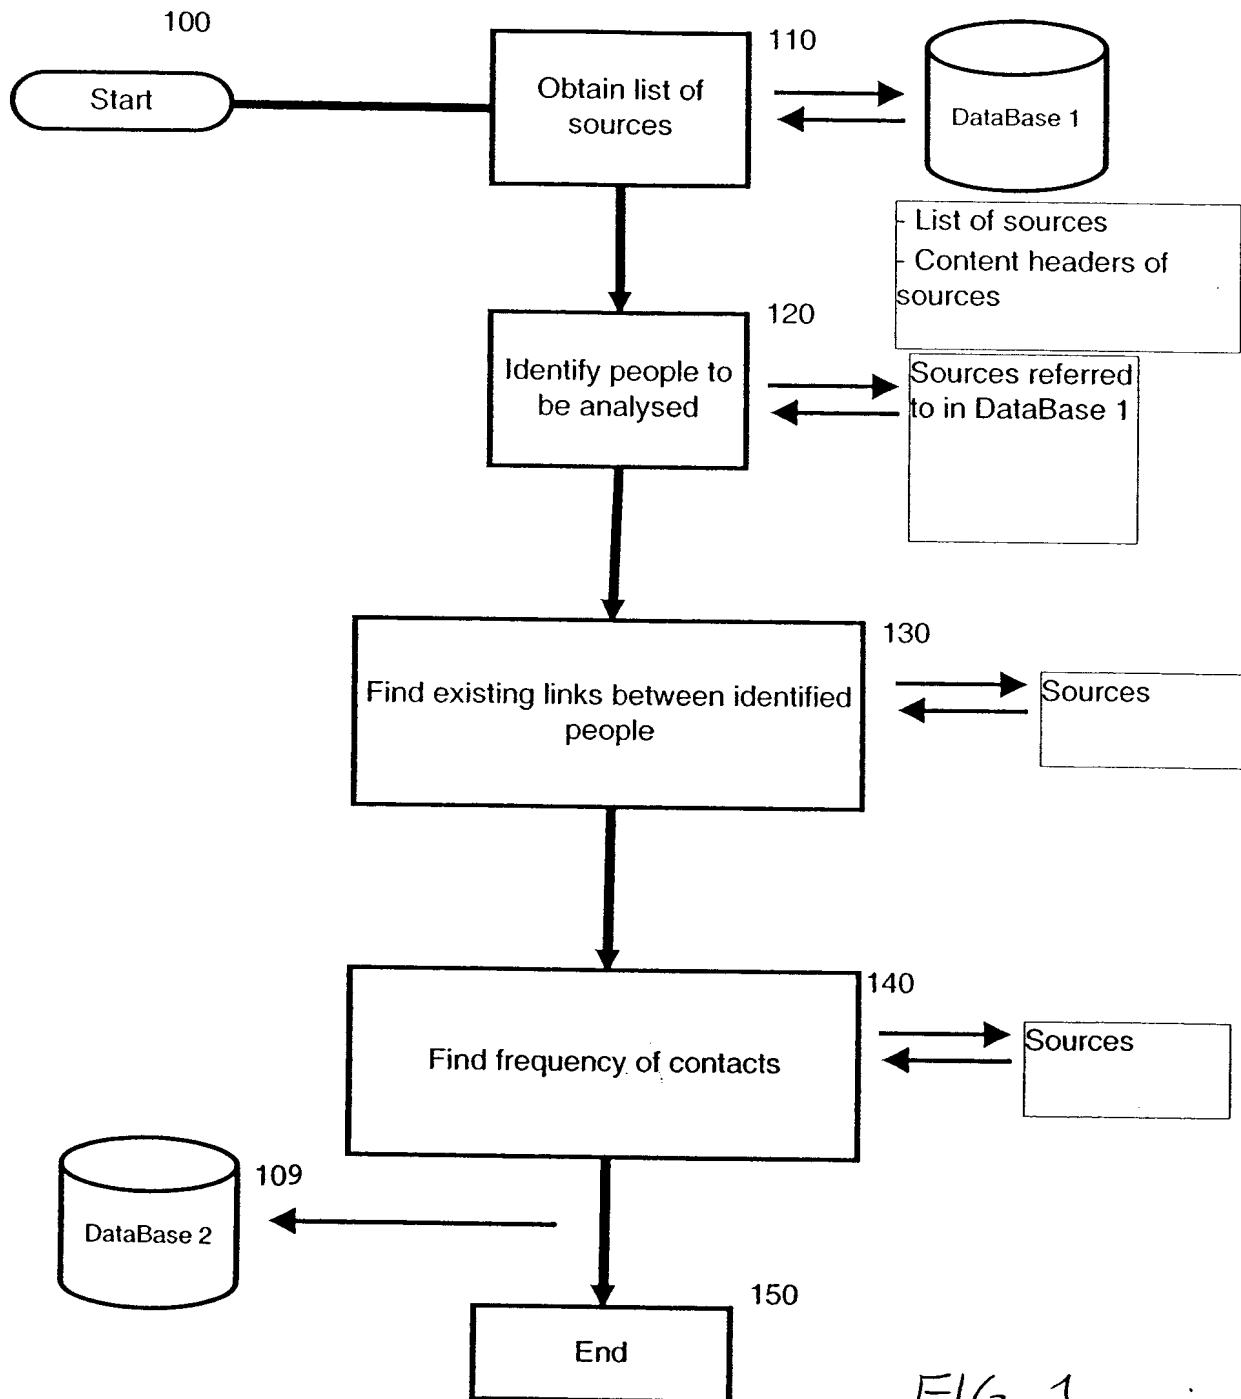 100
Start
Obtain list of
sources
110
DataBase 1
- List of sources
- Content headers of
sources
120
Identify people to
be analysed
Sources referred
to in DataBase 1
130
Find existing links between identified
people
Sources
140
Find frequency of contacts
Sources
109
DataBase 2
150
End
FIG 1